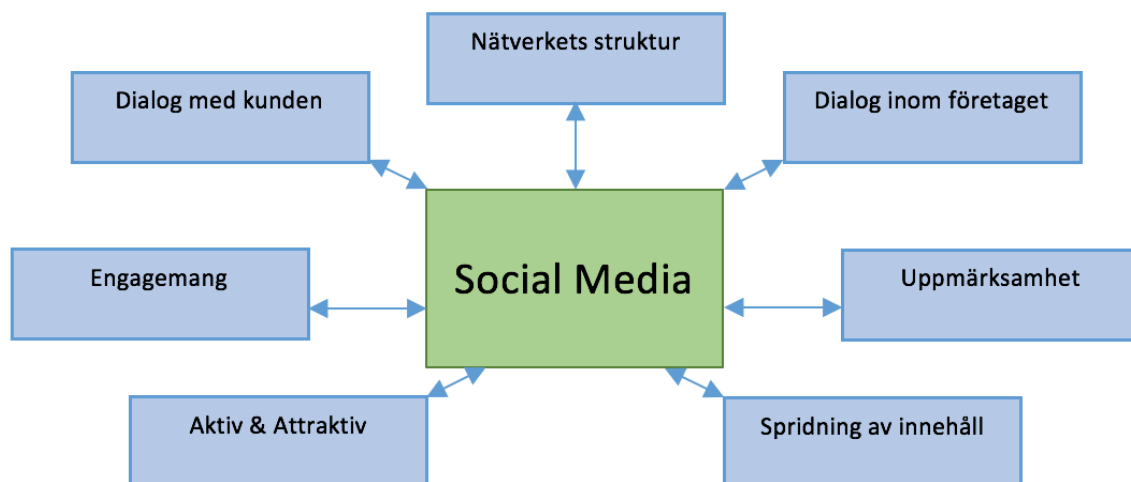 Nätverkets struktur
Dialog med kunden
Dialog inom företaget
Social Media
Engagemang
Uppmärksamhet
Aktiv & Attraktiv
Spridning av innehåll